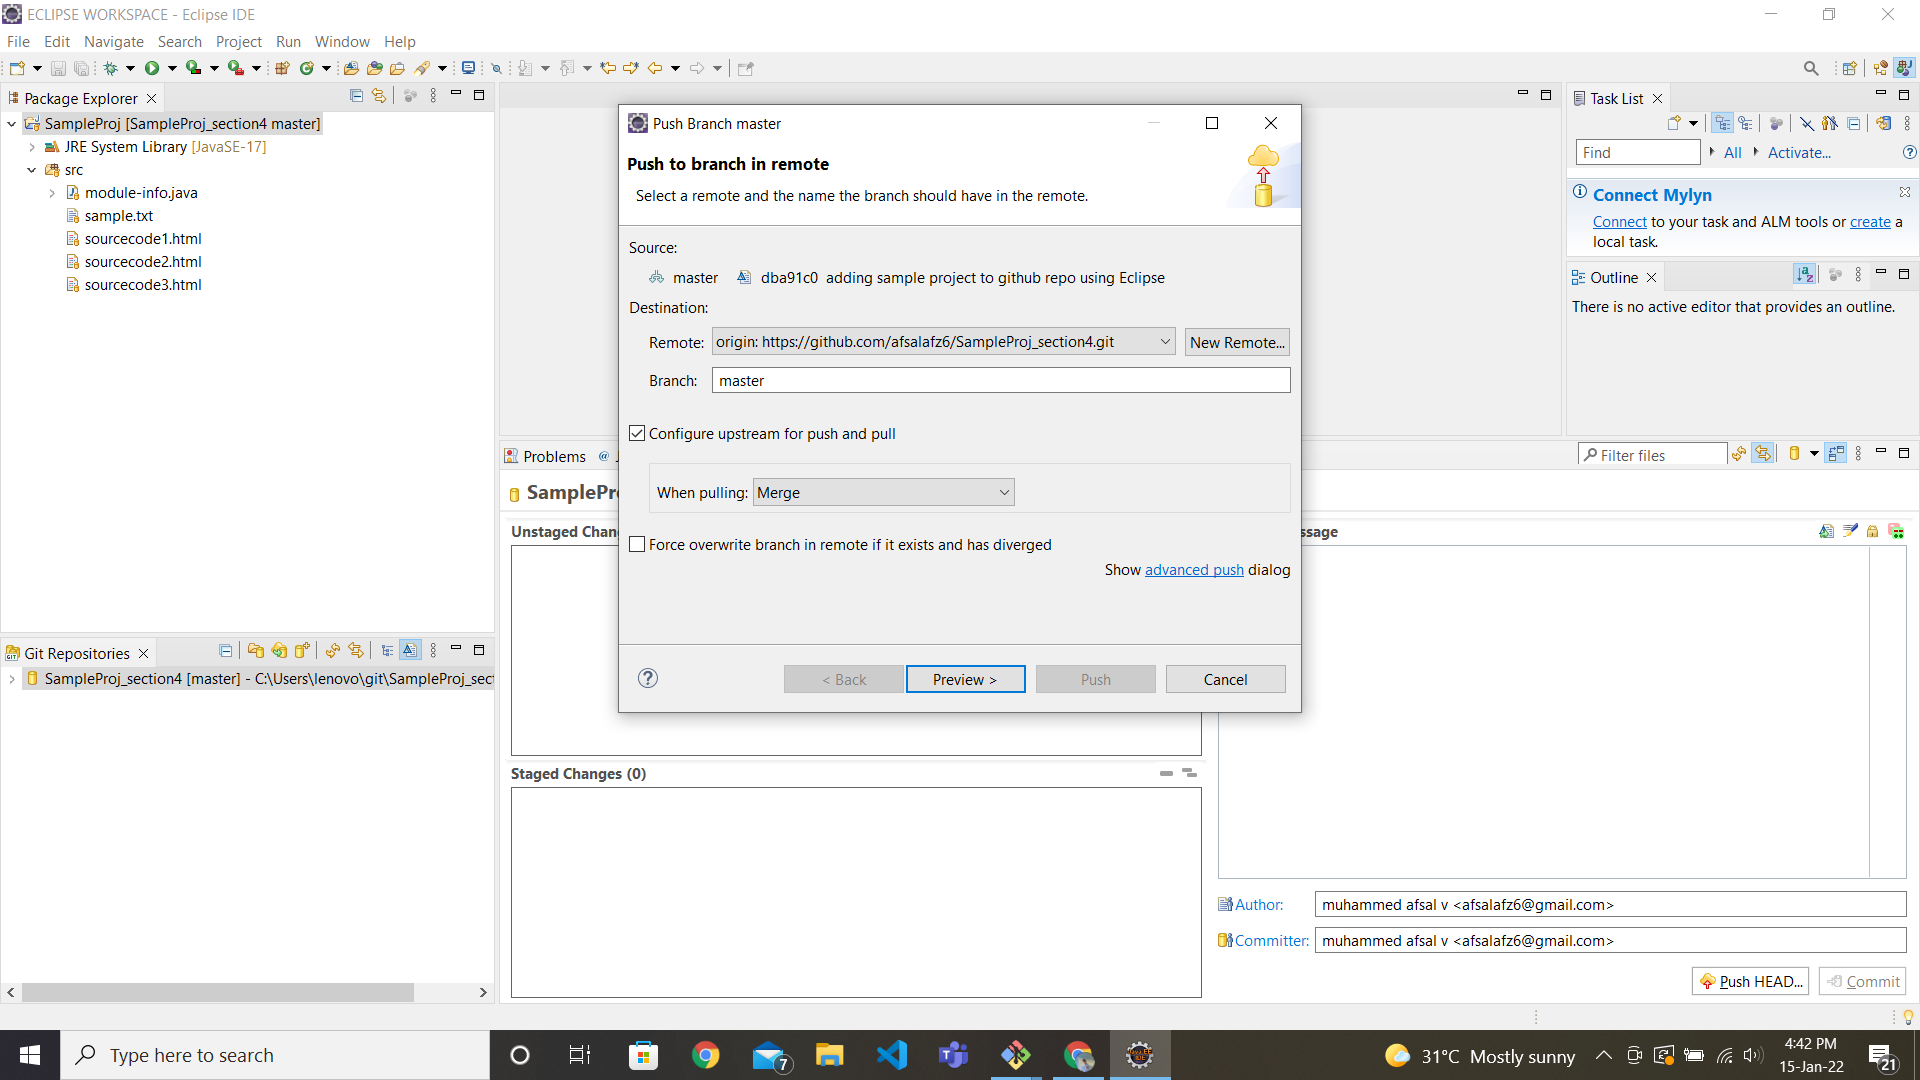 ECLIPSE WORKSPACE - Eclipse IDE
File Edit Navigate Search Project Run Window Help
Package Explorer
SampleProj [SampleProj_section4 master]
JRE System Library [JavaSE-17]
src
module-info.java
sample.txt
sourcecode1.html
sourcecode2.html
sourcecode3.html
Git Repositories
SampleProj_section4 [master] - C:\Users\lenovo\git\SampleProj_sect
Push Branch master
Push to branch in remote
Select a remote and the name the branch should have in the remote.
Source:
master dba91c0 adding sample project to github repo using Eclipse
Destination:
Remote: origin: https://github.com/afsalafz6/SampleProj_section4.git New Remote...
Branch: master
Configure upstream for push and pull
When pulling: Merge
Force overwrite branch in remote if it exists and has diverged
Show advanced push dialog
< Back Preview > Push Cancel
Task List
Find All Activate...
Connect Mylyn
Connect to your task and ALM tools or create a
local task.
Outline
There is no active editor that provides an outline.
Problems @
Filter files
SamplePr
Unstaged Chan
ssage
Staged Changes (0)
Author: muhammed afsal v <afsalafz6@gmail.com>
Committer: muhammed afsal v <afsalafz6@gmail.com>
Push HEAD... Commit
Type here to search
7
31°C Mostly sunny
4:42 PM
15-Jan-22
21